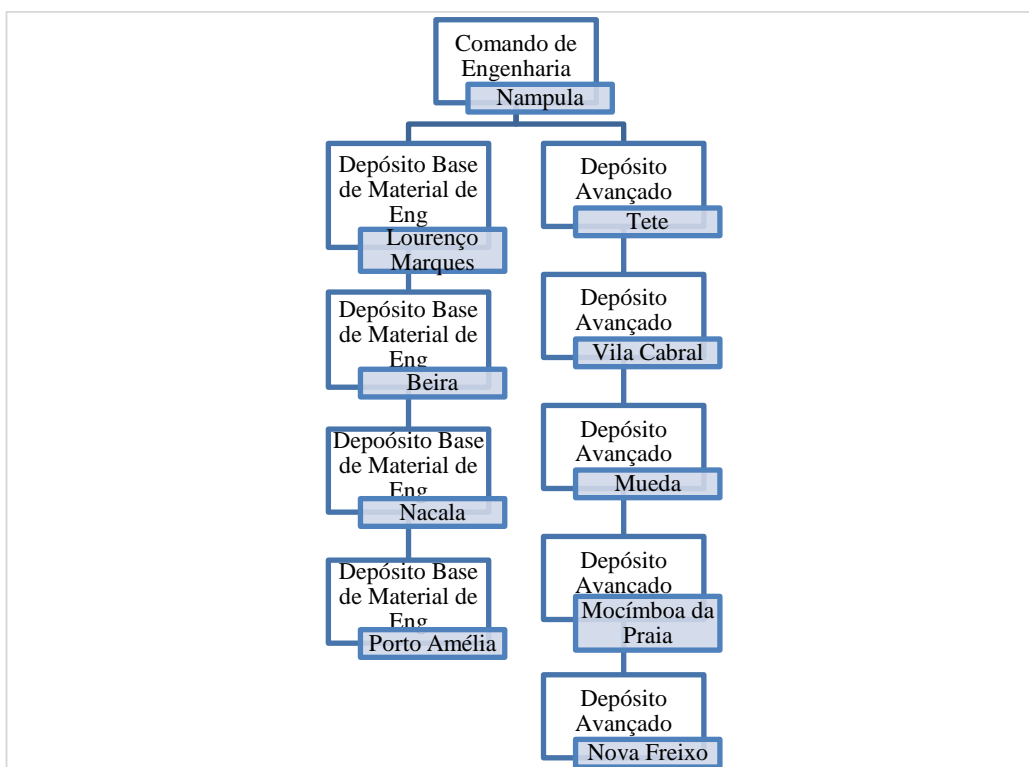 Comando de
Engenharia
Nampula
Depósito Base
de Material de
Eng
Lourenço
Marques
Depósito Base
de Material de
Eng
Beira
Depoósito Base
de Material de
Eng
Nacala
Depósito Base
de Material de
Eng
Porto Amélia
Depósito
Avançado
Tete
Depósito
Avançado
Vila Cabral
Depósito
Avançado
Mueda
Depósito
Avançado
Mocímboa da
Praia
Depósito
Avançado
Nova Freixo